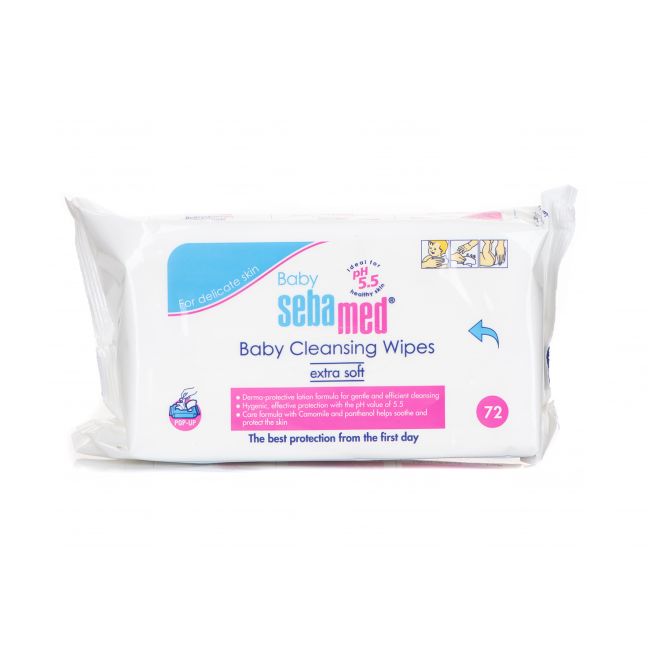 For delicate skin
Baby
sebamed®
ideal for
pH
5.5
healthy skin
Baby Cleansing Wipes
extra soft
• Derma-protective lotion formula for gentle and efficient cleansing
• Hygenic, effective protection with the pH value of 5.5
• Care formula with Camomile and panthenol helps soothe and
protect the skin
72
POP-UP
The best protection from the first day